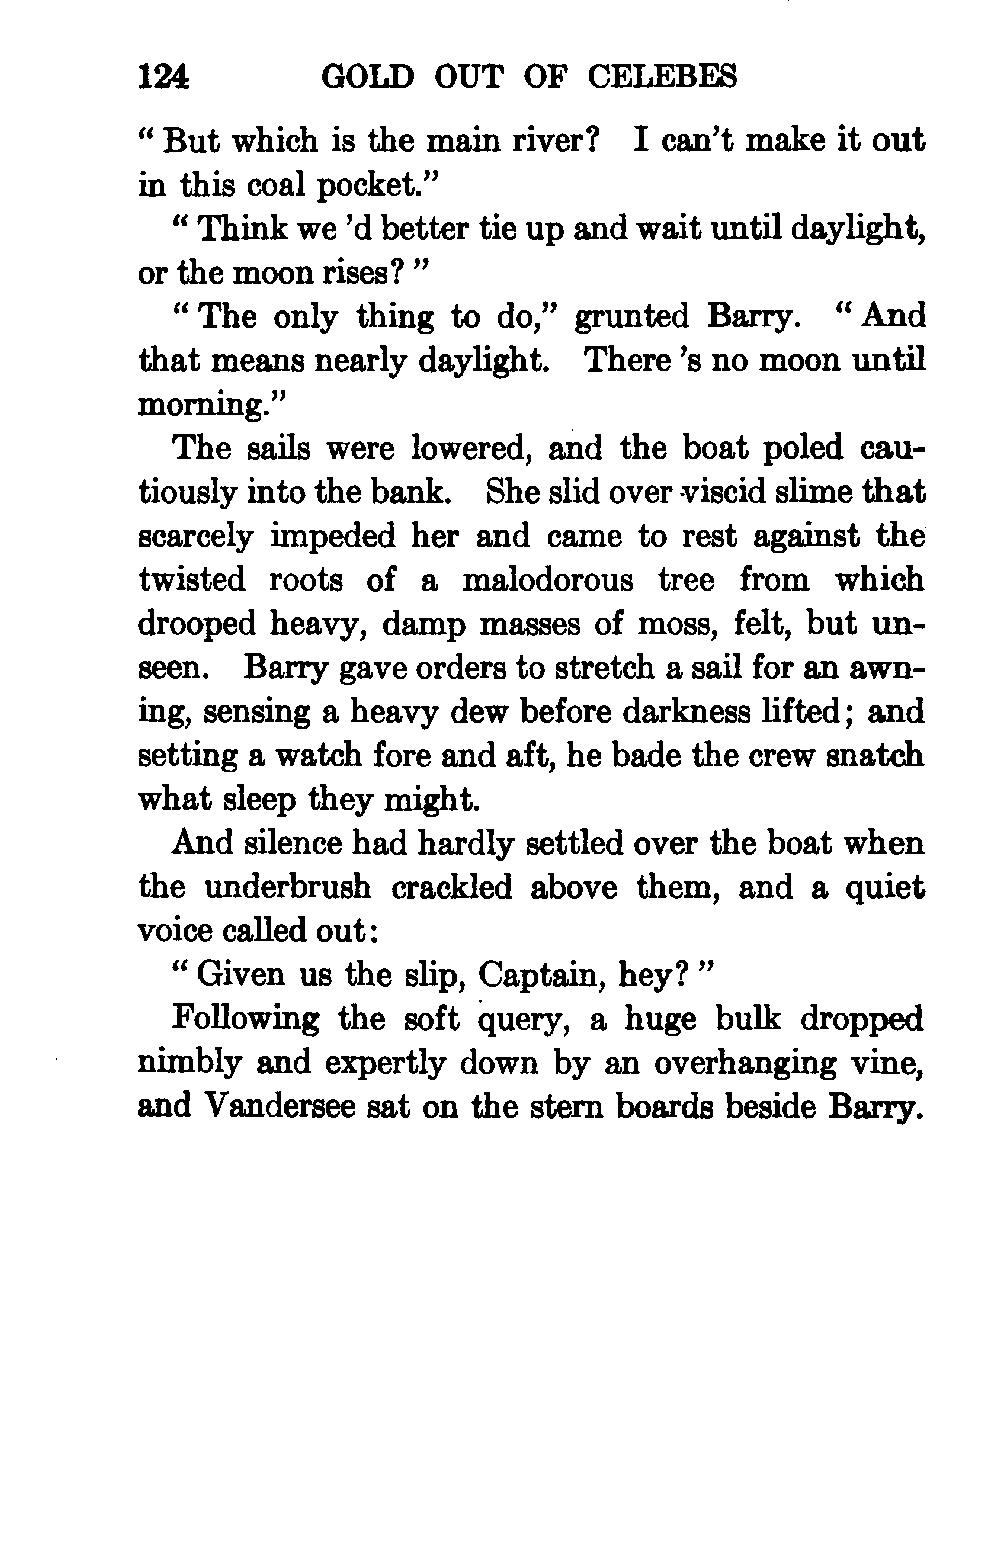 124 GOLD OUT OF CELEBES
“ But which is the main river? I can’t make it out
in this coal pocket.”
“ Think we ’d better tie up and wait until daylight,
or the moon rises? ”
“ The only thing to do,” grunted Barry. “ And
that means nearly daylight. There ’s no moon until
morning.”
The sails were lowered, and the boat poled cau-
tiously into the bank. She slid over viscid slime that
scarcely impeded her and came to rest against the
twisted roots of a malodorous tree from which
drooped heavy, damp masses of moss, felt, but un-
seen. Barry gave orders to stretch a sail for an awn-
ing, sensing a heavy dew before darkness lifted; and
setting a watch fore and aft, he bade the crew snatch
what sleep they might.
And silence had hardly settled over the boat when
the underbrush crackled above them, and a quiet
voice called out:
“ Given us the slip, Captain, hey? ”
Following the soft query, a huge bulk dropped
nimbly and expertly down by an overhanging vine,
and Vandersee sat on the stern boards beside Barry.